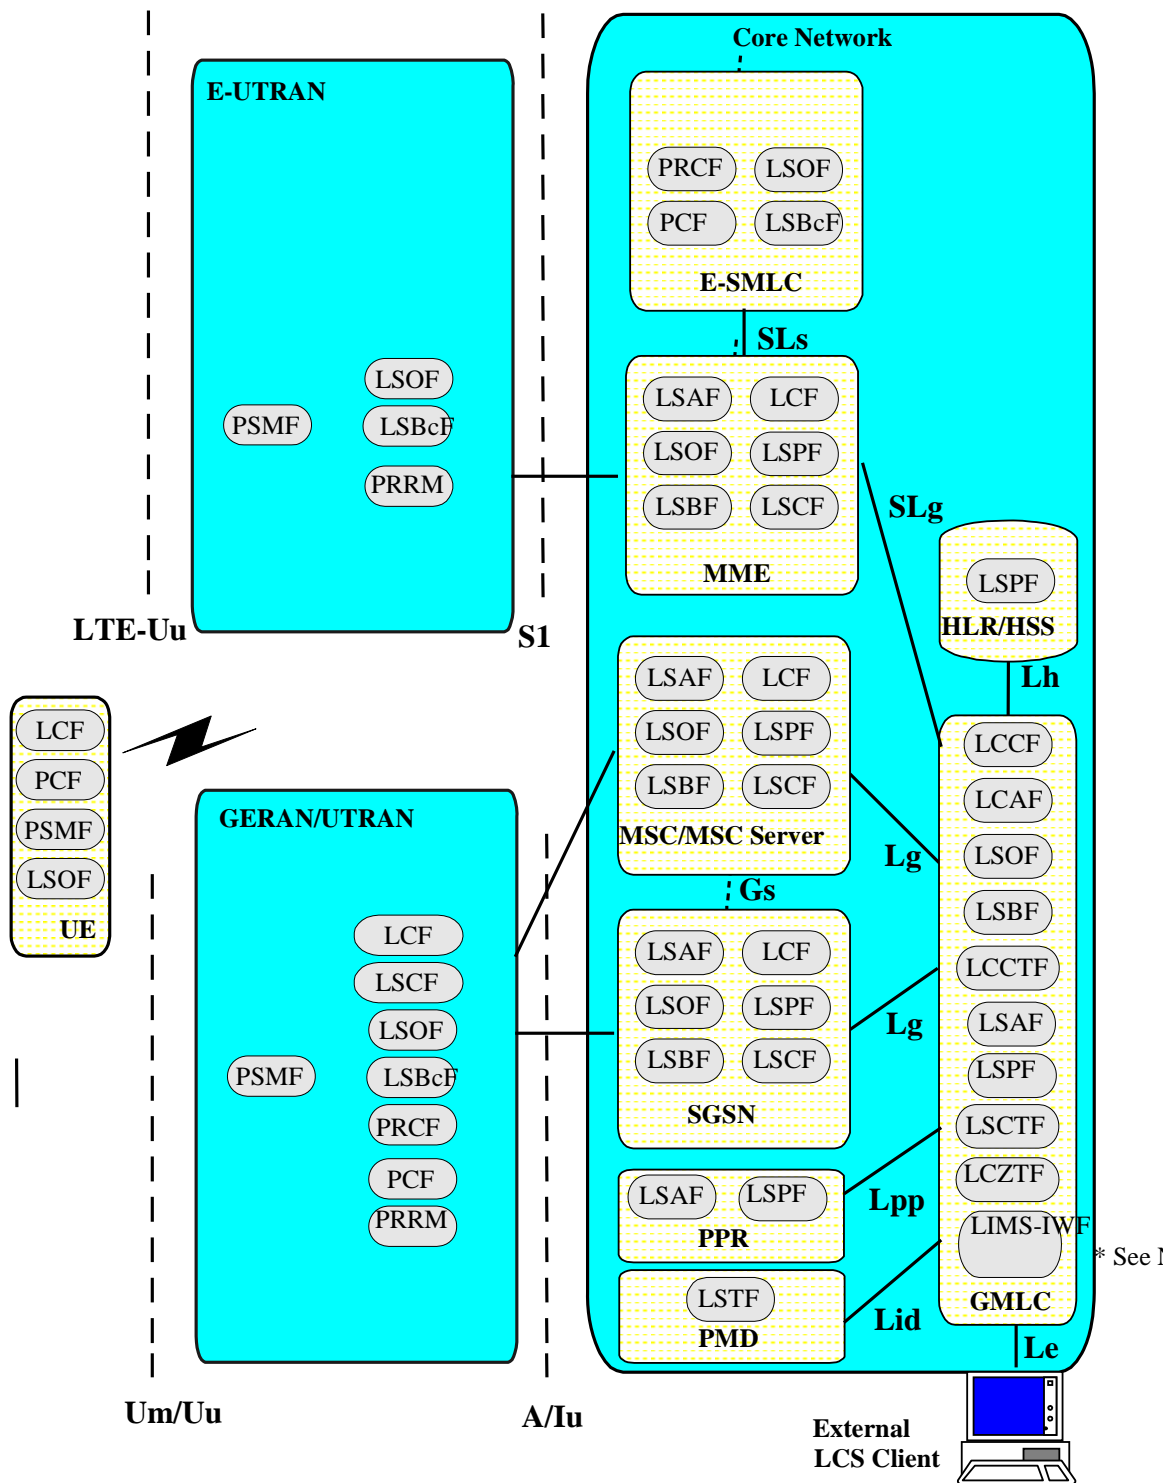 Core Network
E-UTRAN
PRCF LSOF
PCF LSBcF
E-SMLC
SLs
LSOF
PSMF LSBcF
PRRM
LSAF LCF
LSOF LSPF
LSBF LSCF
MME
SLg
LSPF
HLR/HSS
LTE-Uu
S1
Lh
LCF
PCF
PSMF
LSOF
UE
LSAF LCF
LSOF LSPF
LSBF LSCF
MSC/MSC Server
Lg
GERAN/UTRAN
LCF
LSCF
LSOF
PSMF LSBcF
PRCF
PCF
PRRM
Gs
LSAF LCF
LSOF LSPF
LSBF LSCF
SGSN
Lg
LSAF LSPF
PPR
Lpp
LSTF
PMD
Lid
LCCF
LCAF
LSOF
LSBF
LCCTF
LSAF
LSPF
LSCTF
LCZTF
LIMS-IWF
GMLC
* See N
Le
Um/Uu
A/Iu
External
LCS Client